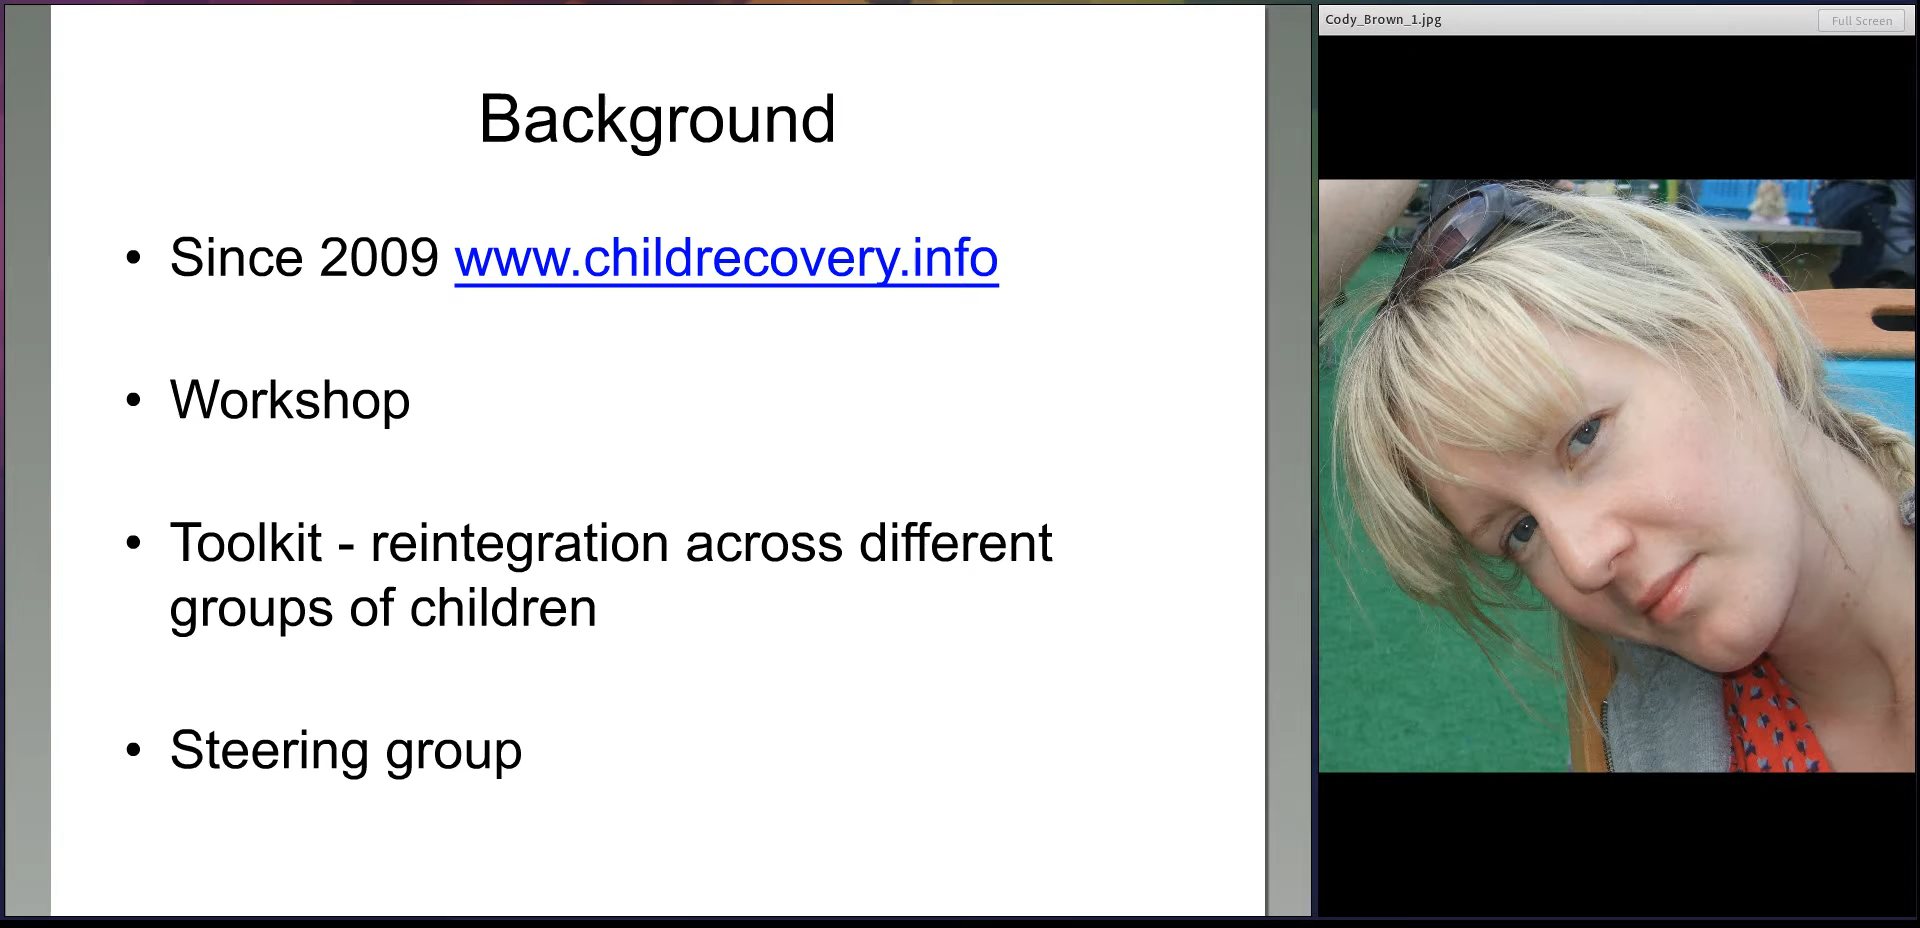 Background
• Since 2009 www.childrecovery.info
• Workshop
• Toolkit - reintegration across different
groups of children
• Steering group
Cody_Brown_1.jpg
Full Screen